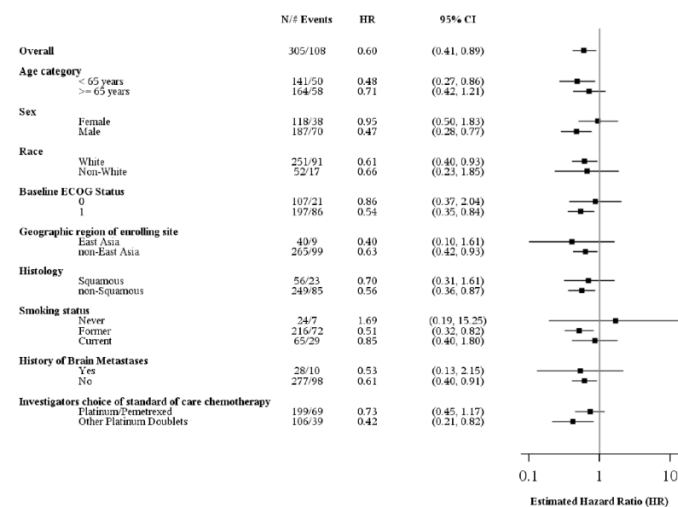 N/# Events HR 95% CI
Overall 305/108 0.60 (0.41, 0.89)
Age category
< 65 years 141/50 0.48 (0.27, 0.86)
>= 65 years 164/58 0.71 (0.42, 1.21)
Sex
Female 118/38 0.95 (0.50, 1.83)
Male 187/70 0.47 (0.28, 0.77)
Race
White 251/91 0.61 (0.40, 0.93)
Non-White 52/17 0.66 (0.23, 1.85)
Baseline ECOG Status
0 107/21 0.86 (0.37, 2.04)
1 197/86 0.54 (0.35, 0.84)
Geographic region of enrolling site
East Asia 40/9 0.40 (0.10, 1.61)
non-East Asia 265/99 0.63 (0.42, 0.93)
Histology
Squamous 56/23 0.70 (0.31, 1.61)
non-Squamous 249/85 0.56 (0.36, 0.87)
Smoking status
Never 24/7 1.69 (0.19, 15.25)
Former 216/72 0.51 (0.32, 0.82)
Current 65/29 0.85 (0.40, 1.80)
History of Brain Metastases
Yes 28/10 0.53 (0.13, 2.15)
No 277/98 0.61 (0.40, 0.91)
Investigators choice of standard of care chemotherapy
Platinum/Pemetrexed 199/69 0.73 (0.45, 1.17)
Other Platinum Doublets 106/39 0.42 (0.21, 0.82)
0.1 1 10
Estimated Hazard Ratio (HR)